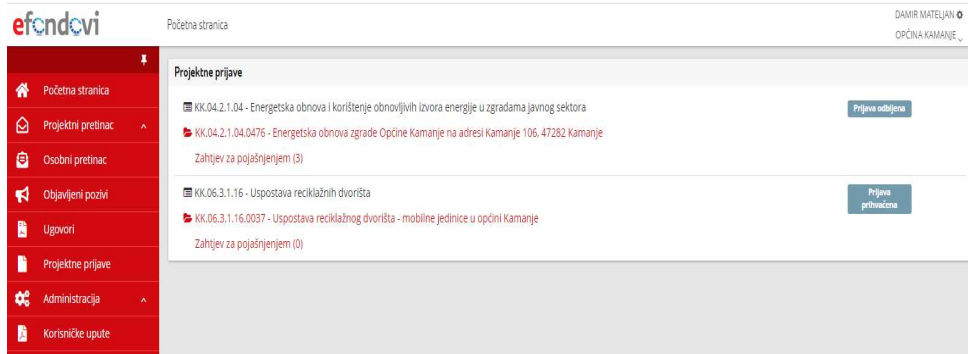 efondovi
Početna stranica
DAMIR MATELJAN
OPĆINA KAMANJE
Početna stranica
Projektni pretinac
Osobni pretinac
Objavljeni pozivi
Ugovori
Projektne prijave
Administracija
Korisničke upute
Projektne prijave
KK.04.2.1.04 - Energetska obnova i korištenje obnovljivih izvora energije u zgradama javnog sektora
Prijava odbijena
KK.04.2.1.04.0476 - Energetska obnova zgrade Općine Kamanje na adresi Kamanje 106, 47282 Kamanje
Zahtjev za pojašnjenjem (3)
KK.06.3.1.16 - Uspostava reciklažnih dvorišta
Prijava
prihvaćena
KK.06.3.1.16.0037 - Uspostava reciklažnog dvorišta - mobilne jedinice u općini Kamanje
Zahtjev za pojašnjenjem (0)